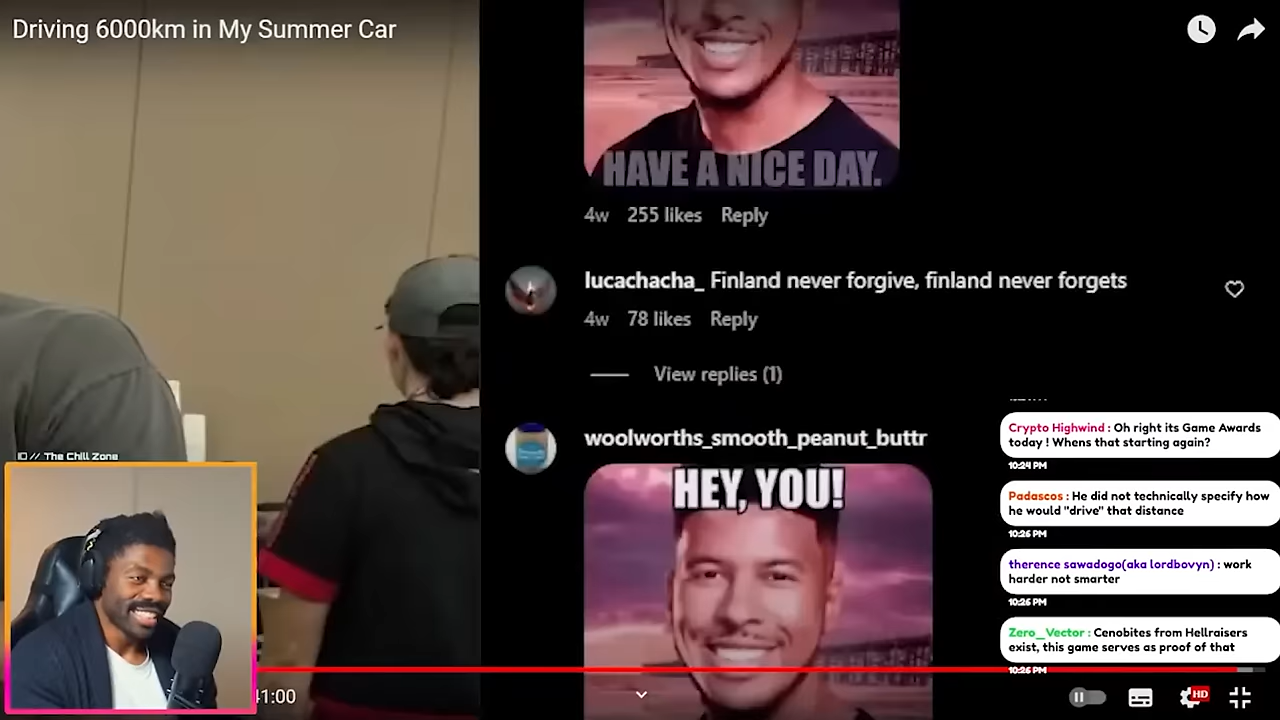 Driving 6000km in My Summer Car
HAVE A NICE DAY.
4w 255 likes Reply
lucachacha_ Finland never forgive, finland never forgets
4w 78 likes Reply
View replies (1)
woolworths_smooth_peanut_buttr
HEY, YOU!
// The Chill Zone
41:00
Crypto Highwind : Oh right its Game Awards
today ! Whens that starting again?
10:24 PM
Padascos : He did not technically specify how
he would "drive" that distance
10:26 PM
therence sawadogo(aka lordbovyn) : work
harder not smarter
10:26 PM
Zero_Vector : Cenobites from Hellraisers
exist, this game serves as proof of that
10:26 PM
HD